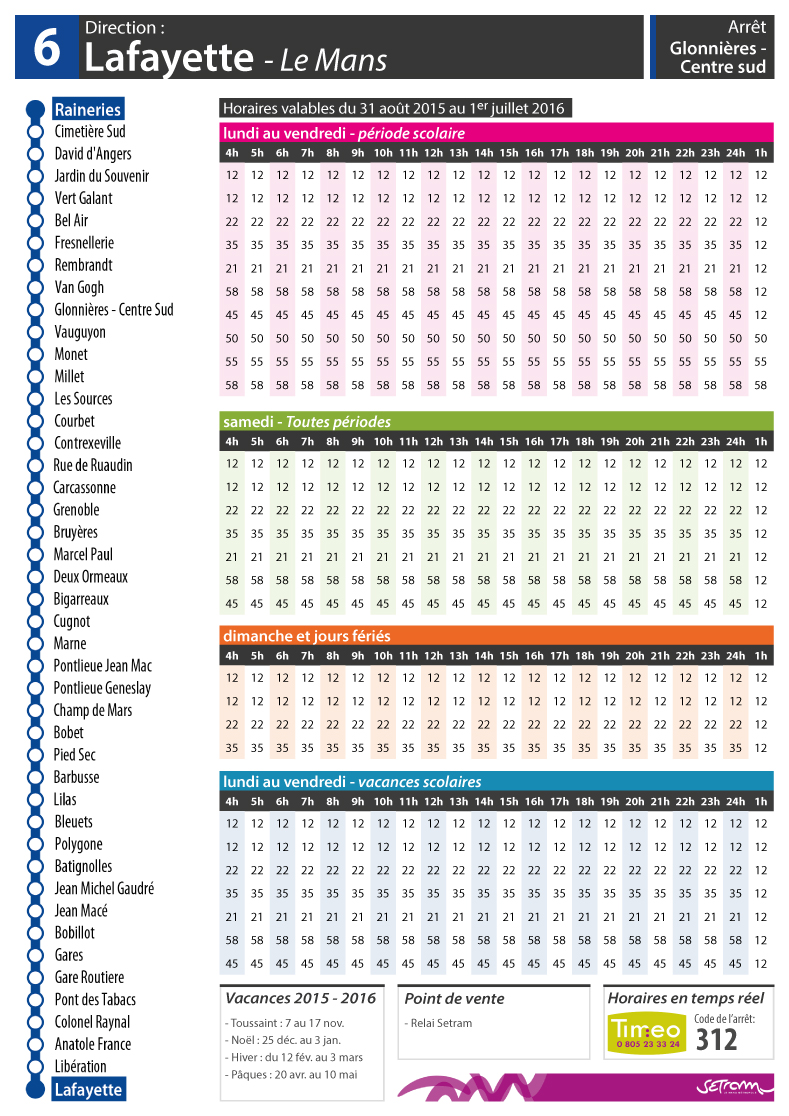 6
Direction :
Lafayette - Le Mans
Arrêt
Glonnières -
Centre sud
Raineries
Cimetière Sud
David d'Angers
Jardin du Souvenir
Vert Galant
Bel Air
Fresnellerie
Rembrandt
Van Gogh
Glonnières - Centre Sud
Vauguyon
Monet
Millet
Les Sources
Courbet
Contrexeville
Rue de Ruaudin
Carcassonne
Grenoble
Bruyères
Marcel Paul
Deux Ormeaux
Bigarreaux
Cugnot
Marne
Pontlieue Jean Mac
Pontlieue Geneslay
Champ de Mars
Bobet
Pied Sec
Barbusse
Lilas
Bleuets
Polygone
Batignolles
Jean Michel Gaudré
Jean Macé
Bobillot
Gares
Gare Routiere
Pont des Tabacs
Colonel Raynal
Anatole France
Libération
Lafayette
Horaires valables du 31 août 2015 au 1er juillet 2016
lundi au vendredi - période scolaire
4h 5h 6h 7h 8h 9h 10h 11h 12h 13h 14h 15h 16h 17h 18h 19h 20h 21h 22h 23h 24h 1h
12 12 12 12 12 12 12 12 12 12 12 12 12 12 12 12 12 12 12 12 12 12
12 12 12 12 12 12 12 12 12 12 12 12 12 12 12 12 12 12 12 12 12 12
22 22 22 22 22 22 22 22 22 22 22 22 22 22 22 22 22 22 22 22 22 12
35 35 35 35 35 35 35 35 35 35 35 35 35 35 35 35 35 35 35 35 35 12
21 21 21 21 21 21 21 21 21 21 21 21 21 21 21 21 21 21 21 21 21 12
58 58 58 58 58 58 58 58 58 58 58 58 58 58 58 58 58 58 58 58 58 12
45 45 45 45 45 45 45 45 45 45 45 45 45 45 45 45 45 45 45 45 45 12
50 50 50 50 50 50 50 50 50 50 50 50 50 50 50 50 50 50 50 50 50 50
55 55 55 55 55 55 55 55 55 55 55 55 55 55 55 55 55 55 55 55 55 55
58 58 58 58 58 58 58 58 58 58 58 58 58 58 58 58 58 58 58 58 58 58
samedi - Toutes périodes
4h 5h 6h 7h 8h 9h 10h 11h 12h 13h 14h 15h 16h 17h 18h 19h 20h 21h 22h 23h 24h 1h
12 12 12 12 12 12 12 12 12 12 12 12 12 12 12 12 12 12 12 12 12 12
12 12 12 12 12 12 12 12 12 12 12 12 12 12 12 12 12 12 12 12 12 12
22 22 22 22 22 22 22 22 22 22 22 22 22 22 22 22 22 22 22 22 22 12
35 35 35 35 35 35 35 35 35 35 35 35 35 35 35 35 35 35 35 35 35 12
21 21 21 21 21 21 21 21 21 21 21 21 21 21 21 21 21 21 21 21 21 12
58 58 58 58 58 58 58 58 58 58 58 58 58 58 58 58 58 58 58 58 58 12
45 45 45 45 45 45 45 45 45 45 45 45 45 45 45 45 45 45 45 45 45 12
dimanche et jours fériés
4h 5h 6h 7h 8h 9h 10h 11h 12h 13h 14h 15h 16h 17h 18h 19h 20h 21h 22h 23h 24h 1h
12 12 12 12 12 12 12 12 12 12 12 12 12 12 12 12 12 12 12 12 12 12
12 12 12 12 12 12 12 12 12 12 12 12 12 12 12 12 12 12 12 12 12 12
22 22 22 22 22 22 22 22 22 22 22 22 22 22 22 22 22 22 22 22 22 12
35 35 35 35 35 35 35 35 35 35 35 35 35 35 35 35 35 35 35 35 35 12
lundi au vendredi - vacances scolaires
4h 5h 6h 7h 8h 9h 10h 11h 12h 13h 14h 15h 16h 17h 18h 19h 20h 21h 22h 23h 24h 1h
12 12 12 12 12 12 12 12 12 12 12 12 12 12 12 12 12 12 12 12 12 12
12 12 12 12 12 12 12 12 12 12 12 12 12 12 12 12 12 12 12 12 12 12
22 22 22 22 22 22 22 22 22 22 22 22 22 22 22 22 22 22 22 22 22 12
35 35 35 35 35 35 35 35 35 35 35 35 35 35 35 35 35 35 35 35 35 12
21 21 21 21 21 21 21 21 21 21 21 21 21 21 21 21 21 21 21 21 21 12
58 58 58 58 58 58 58 58 58 58 58 58 58 58 58 58 58 58 58 58 58 12
45 45 45 45 45 45 45 45 45 45 45 45 45 45 45 45 45 45 45 45 45 12
Vacances 2015 - 2016
- Toussaint : 7 au 17 nov.
- Noël : 25 déc. au 3 jan.
- Hiver : du 12 fév. au 3 mars
- Pâques : 20 avr. au 10 mai
Point de vente
- Relai Setram
Horaires en temps réel
Timeo
0 805 23 33 24
Code de l'arrêt:
312
Setram